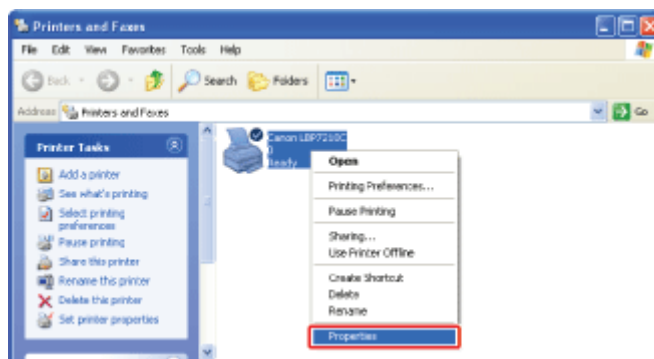 Printers and Faxes
File Edit View Favorites Tools Help
Back Search Folders
Address Printers and Faxes Go
Printer Tasks
Add a printer
See what's printing
Select printing
preferences
Pause printing
Share this printer
Rename this printer
Delete this printer
Set printer properties
Canon LBP7210C
0
Ready
Open
Printing Preferences...
Pause Printing
Sharing...
Use Printer Offline
Create Shortcut
Delete
Rename
Properties